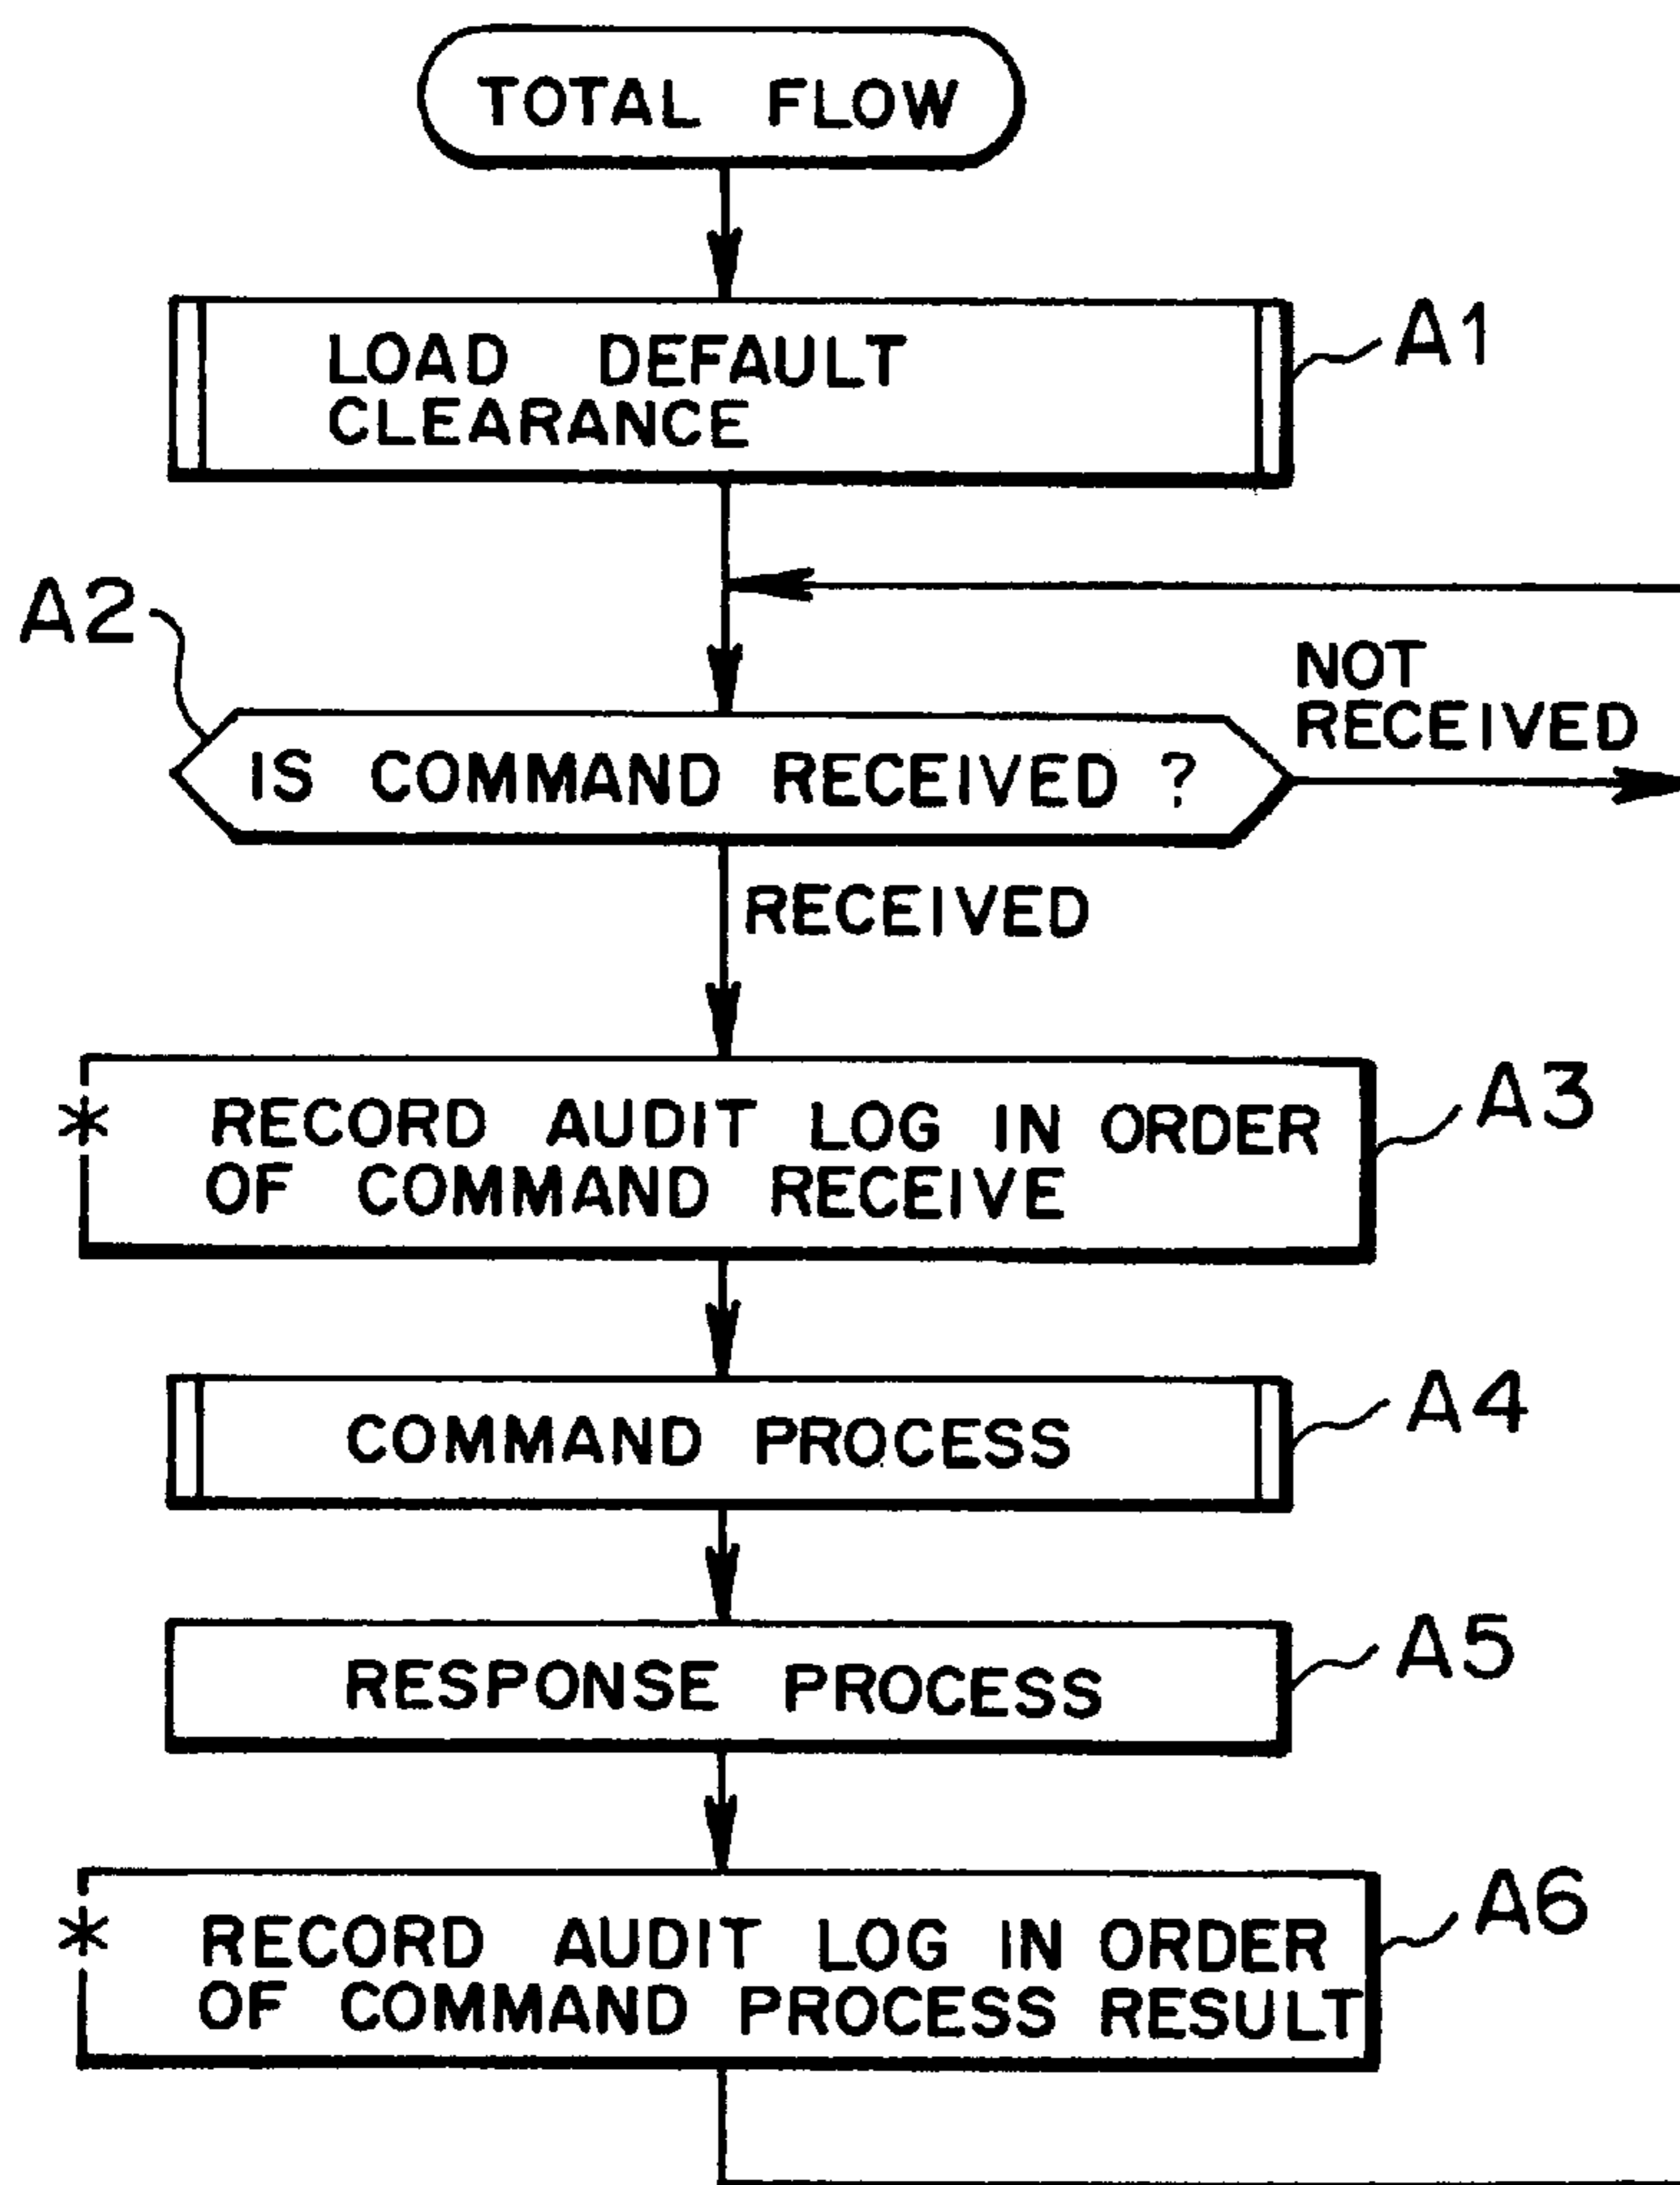 TOTAL FLOW
LOAD DEFAULT
CLEARANCE
A1
A2
NOT
RECEIVED
IS COMMAND RECEIVED ?
RECEIVED
* RECORD AUDIT LOG IN ORDER
OF COMMAND RECEIVE
A3
COMMAND PROCESS
A4
RESPONSE PROCESS
A5
* RECORD AUDIT LOG IN ORDER
OF COMMAND PROCESS RESULT
A6